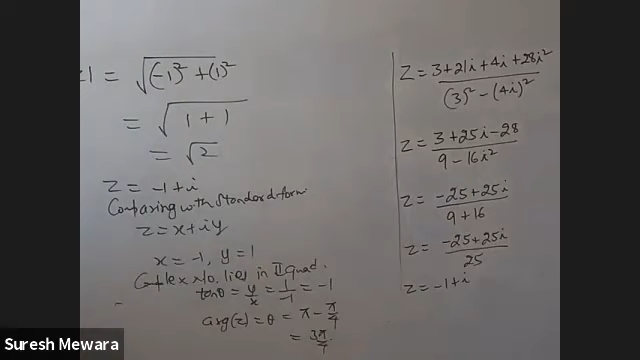 z| = √(-1)² + (1)²
= √1 + 1
= √2
z = -1+i
Comparing with standard form
z = x+iy
x = -1, y = 1
Complex No. lies in II quad.
tanθ = y/x = 1/-1 = -1
arg(z) = θ = π - π/4
= 3π/4
z = 3+21i+4i+28i² / (3)² - (4i)²
z = 3+25i-28 / 9-16i²
z = -25+25i / 9+16
z = -25+25i / 25
z = -1+i
Suresh Mewara